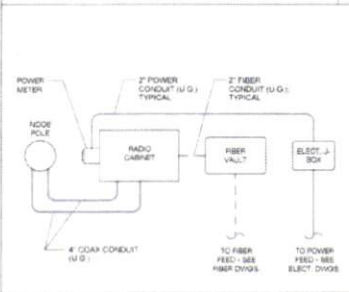 POWER
METER
2" POWER
CONDUIT (U.G.)
TYPICAL
2" FIBER
CONDUIT (U.G.)
TYPICAL
NODE
POLE
RADIO
CABINET
FIBER
VAULT
ELECT. J-
BOX
4" COAX CONDUIT
(U.G.)
TO FIBER
FEED - SEE
FIBER DWGS.
TO POWER
FEED - SEE
ELECT. DWGS.